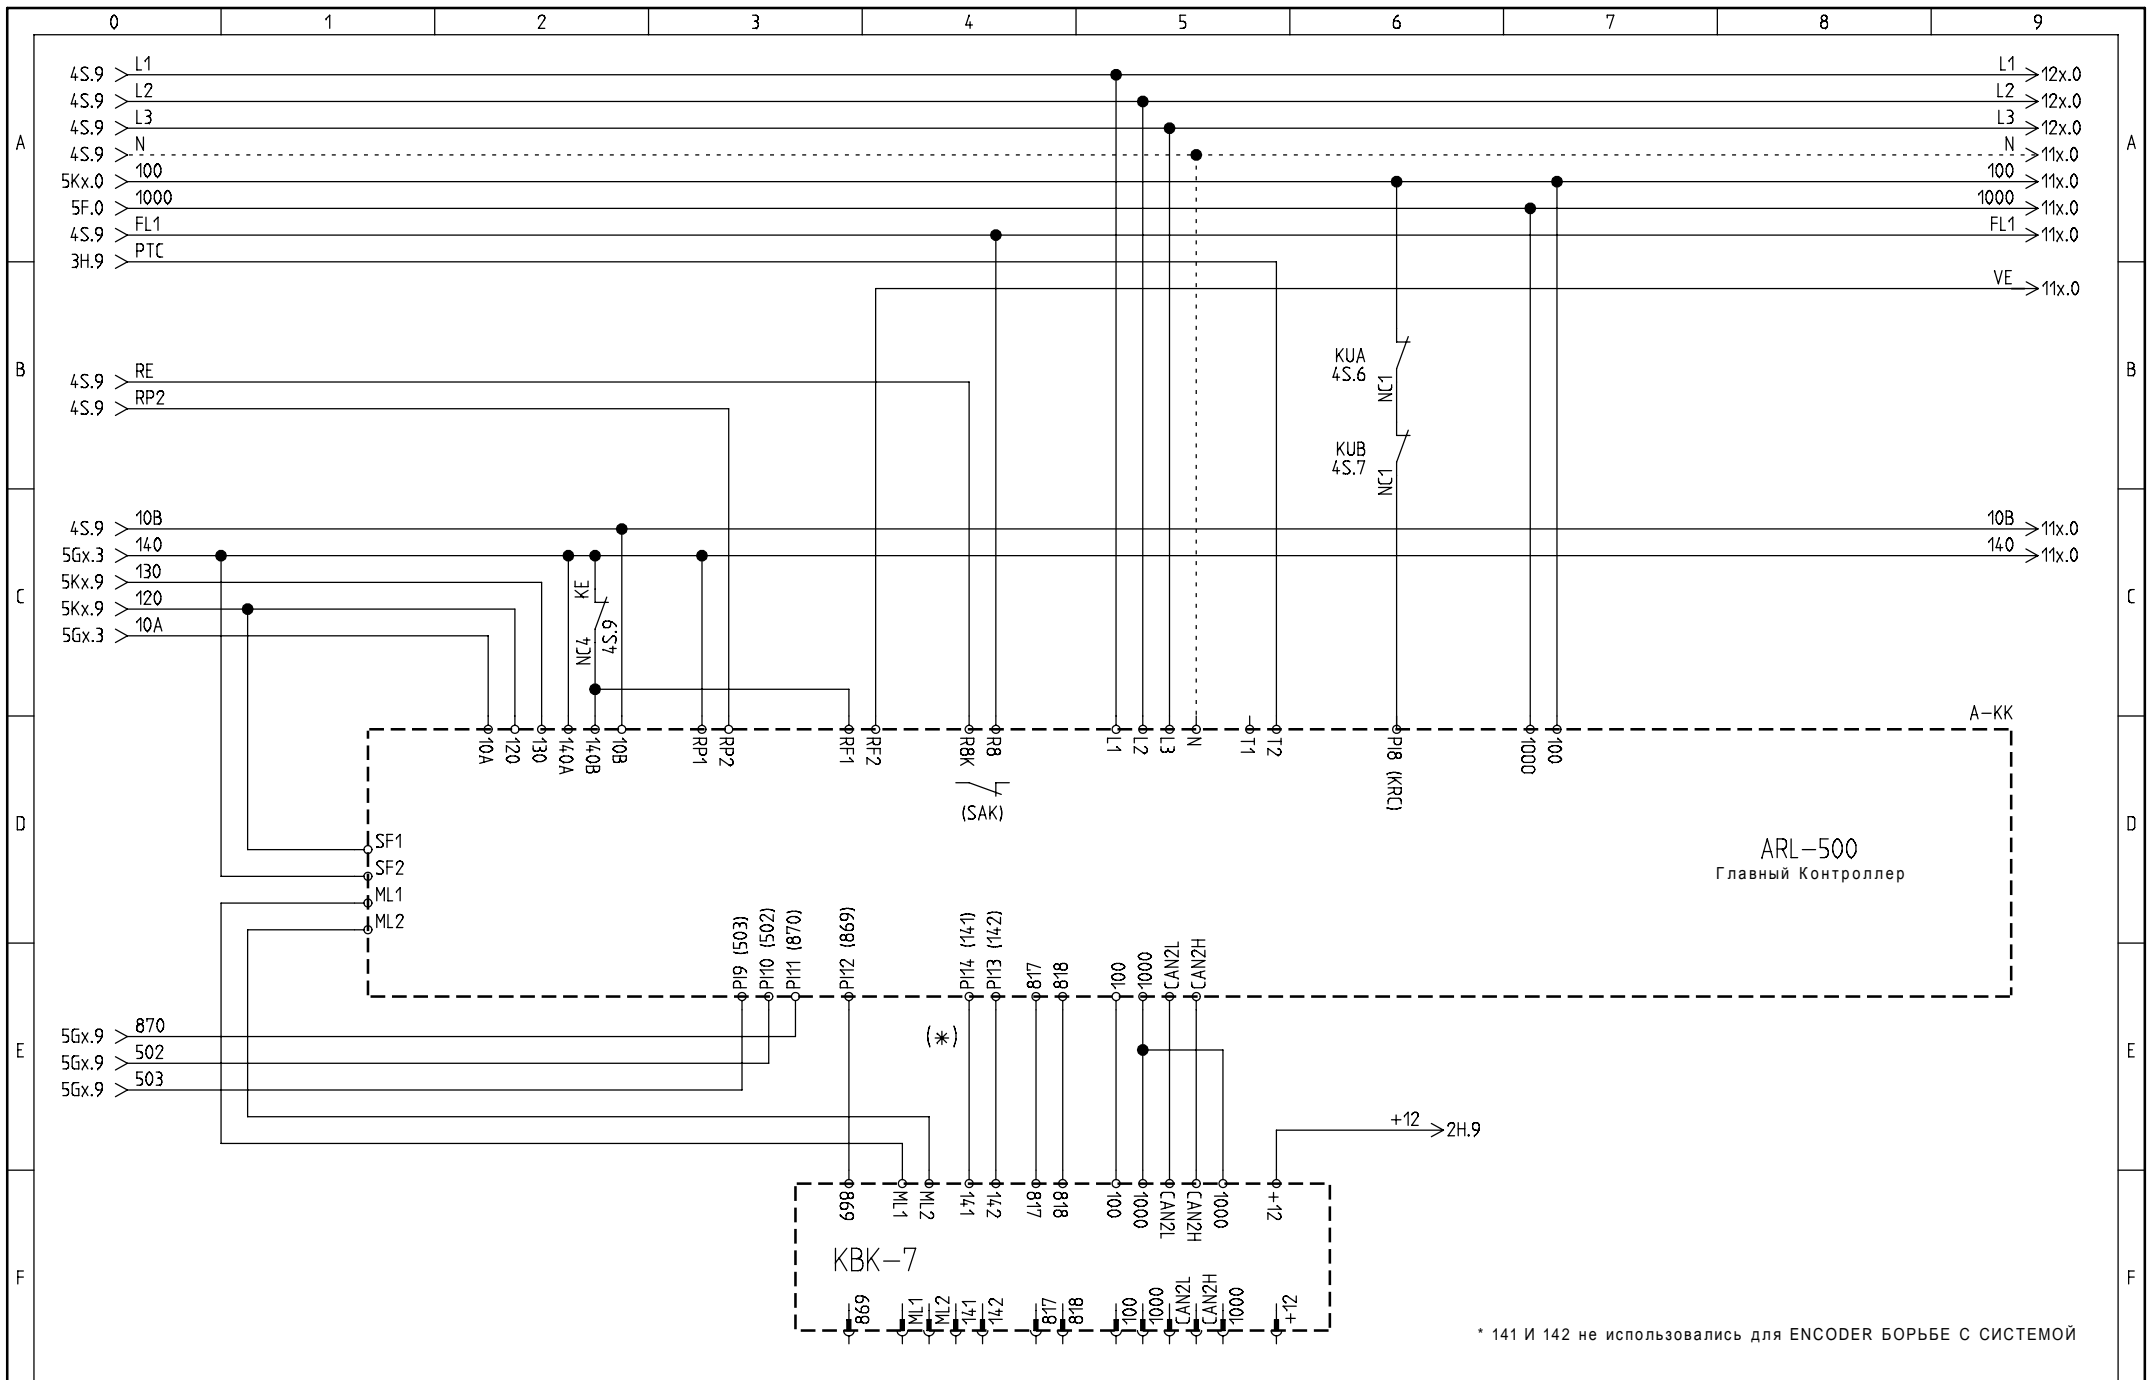 0 1 2 3 4 5 6 7 8 9
4S.9 L1 L1 12x.0
4S.9 L2 L2 12x.0
4S.9 L3 L3 12x.0
A A
4S.9 N N 11x.0
5Kx.0 100 100 11x.0
5F.0 1000 1000 11x.0
4S.9 FL1 FL1 11x.0
3H.9 PTC
VE 11x.0
KUA
4S.6
NC1
B B
4S.9 RE
4S.9 RP2
KUB
4S.7
NC1
4S.9 10B 10B 11x.0
5Gx.3 140 140 11x.0
5Kx.9 130
C C
5Kx.9 120
5Gx.3 10A
KE
NC4
4S.9
A-KK
10A 120 130 140A 140B 10B RP1 RP2 RF1 RF2 R8K R8 L1 L2 L3 N T1 T2 PI8 (KRC) 1000 100
(SAK)
D D
SF1
SF2
ML1
ML2
ARL-500
Главный Контроллер
PI9 (503) PI10 (502) PI11 (870) PI12 (869) PI14 (141) PI13 (142) 817 818 100 1000 CAN2L CAN2H
5Gx.9 870
(*)
E E
5Gx.9 502
5Gx.9 503
+12 2H.9
869 ML1 ML2 141 142 817 818 100 1000 CAN2L CAN2H 1000 +12
KBK-7
F F
869 ML1 ML2 141 142 817 818 100 1000 CAN2L CAN2H 1000 +12
* 141 И 142 не использовались для ENCODER БОРЬБЕ С СИСТЕМОЙ